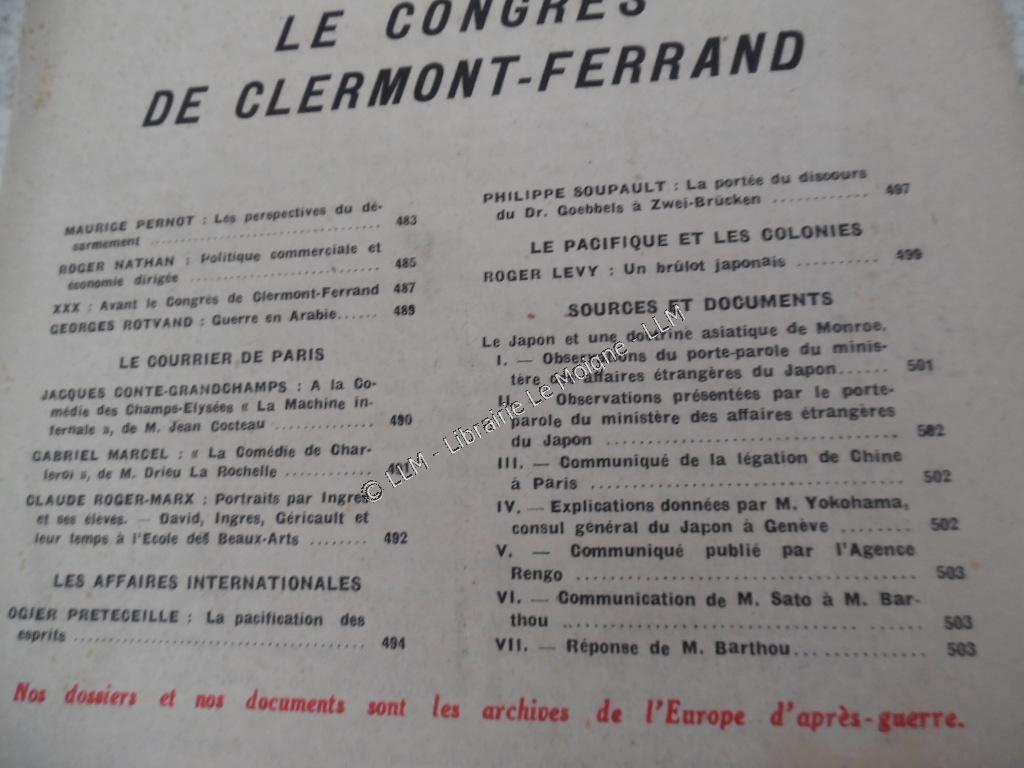 LE CONGRÈS
DE CLERMONT-FERRAND
MAURICE PERNOT : Les perspectives du dé-
sarmement 483
ROGER NATHAN : Politique commerciale et
économie dirigée 485
XXX : Avant le Congrès de Clermont-Ferrand 487
GEORGES ROTVAND : Guerre en Arabie...... 489
LE COURRIER DE PARIS
JACQUES CONTE-GRANDCHAMPS : A la Co-
médie des Champs-Elysées « La Machine in-
fernale », de M. Jean Cocteau 490
GABRIEL MARCEL : « La Comédie de Char-
leroi », de M. Drieu La Rochelle
CLAUDE ROGER-MARX : Portraits par Ingres
et ses élèves. — David, Ingres, Géricault et
leur temps à l'Ecole des Beaux-Arts 492
LES AFFAIRES INTERNATIONALES
OGIER PRETECEILLE : La pacification des
esprits 494
PHILIPPE SOUPAULT : La portée du discours
du Dr. Goebbels à Zwei-Brücken 497
LE PACIFIQUE ET LES COLONIES
ROGER LEVY : Un brûlot japonais 499
SOURCES ET DOCUMENTS
Le Japon et une doctrine asiatique de Monroe.
I. — Observations du porte-parole du minis-
tère des affaires étrangères du Japon...... 501
II. — Observations présentées par le porte-
parole du ministère des affaires étrangères
du Japon 502
III. — Communiqué de la légation de Chine
à Paris 502
IV. — Explications données par M. Yokohama,
consul général du Japon à Genève 502
V. — Communiqué publié par l'Agence
Rengo 503
VI. — Communication de M. Sato à M. Bar-
thou 503
VII. — Réponse de M. Barthou 503
Nos dossiers et nos documents sont les archives de l'Europe d'après-guerre.
© LLM - Librairie Le Moigne - LLM